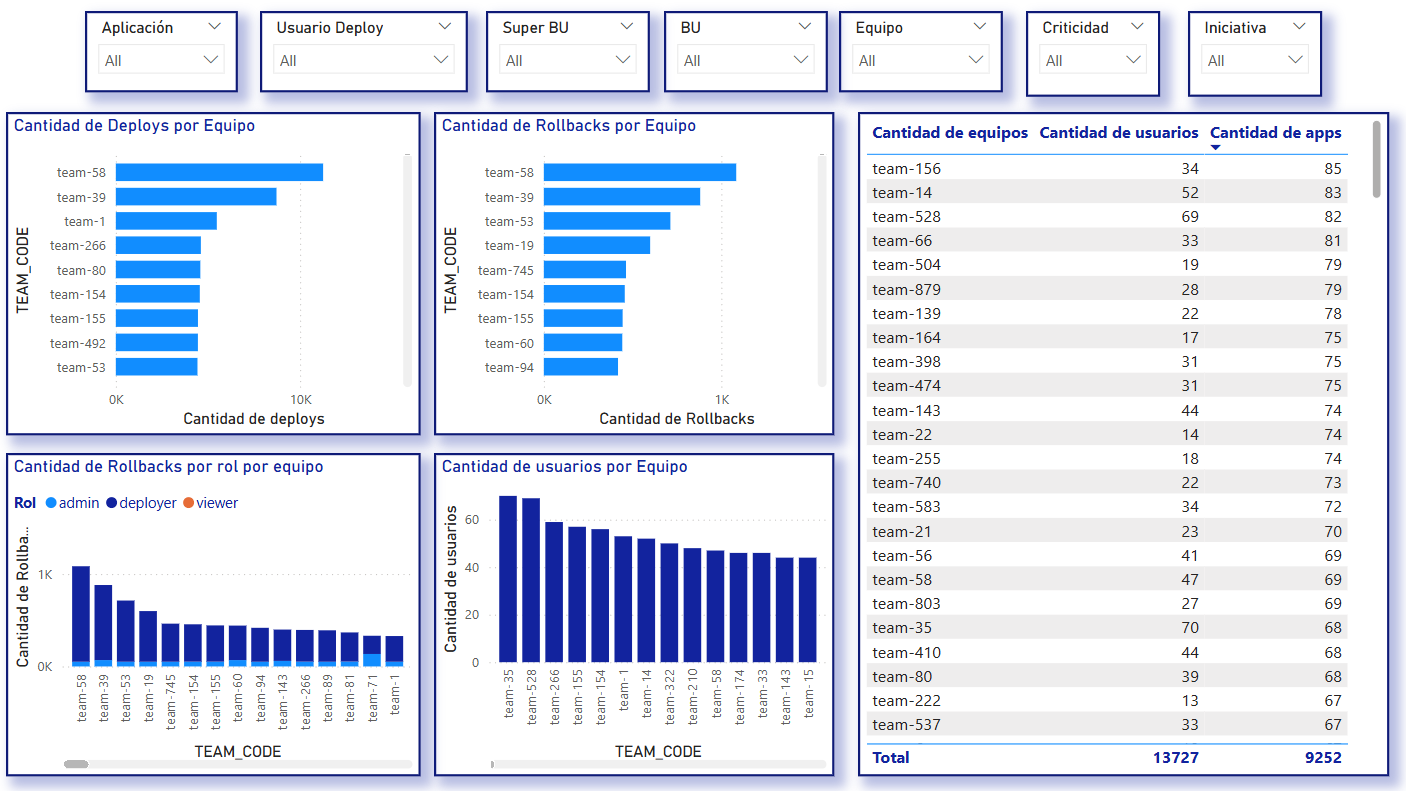 Aplicación
All
Usuario Deploy
All
Super BU
All
BU
All
Equipo
All
Criticidad
All
Iniciativa
All
Cantidad de Deploys por Equipo
TEAM_CODE
team-58
team-39
team-1
team-266
team-80
team-154
team-155
team-492
team-53
0K 10K
Cantidad de deploys
Cantidad de Rollbacks por Equipo
TEAM_CODE
team-58
team-39
team-53
team-19
team-745
team-154
team-155
team-60
team-94
0K 1K
Cantidad de Rollbacks
Cantidad de Rollbacks por rol por equipo
Rol admin deployer viewer
Cantidad de Rollba...
1K
0K
team-58 team-39 team-53 team-19 team-745 team-154 team-155 team-60 team-94 team-143 team-266 team-89 team-81 team-71 team-1
TEAM_CODE
Cantidad de usuarios por Equipo
Cantidad de usuarios
60
40
20
0
team-35 team-528 team-266 team-155 team-154 team-1 team-14 team-322 team-210 team-58 team-174 team-33 team-143 team-15
TEAM_CODE
Cantidad de equipos Cantidad de usuarios Cantidad de apps
team-156 34 85
team-14 52 83
team-528 69 82
team-66 33 81
team-504 19 79
team-879 28 79
team-139 22 78
team-164 17 75
team-398 31 75
team-474 31 75
team-143 44 74
team-22 14 74
team-255 18 74
team-740 22 73
team-583 34 72
team-21 23 70
team-56 41 69
team-58 47 69
team-803 27 69
team-35 70 68
team-410 44 68
team-80 39 68
team-222 13 67
team-537 33 67
Total 13727 9252